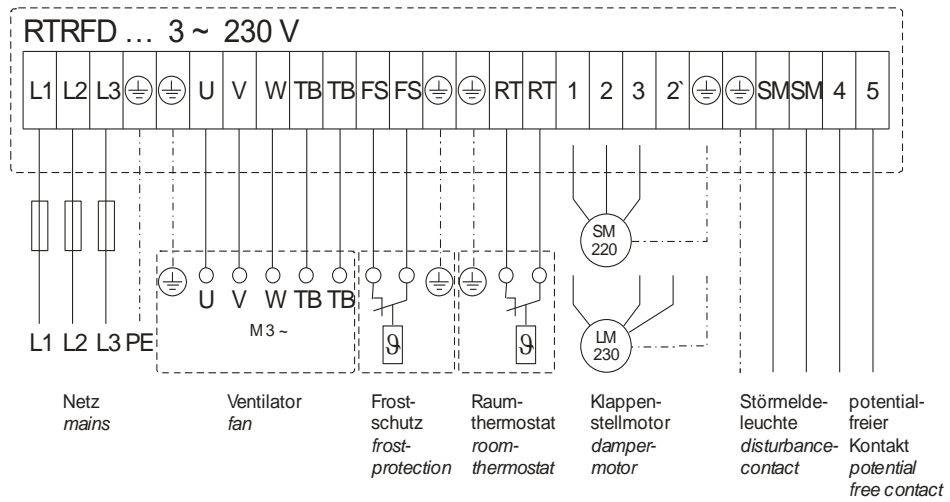 RTRFD ... 3 ~ 230 V
L1 L2 L3 U V W TB TB FS FS RT RT 1 2 3 2` SM SM 4 5
SM
220
U V W TB TB
M 3 ~
ϑ ϑ
LM
230
L1 L2 L3 PE
Netz
mains
Ventilator
fan
Frost-
schutz
frost-
protection
Raum-
thermostat
room-
thermostat
Klappen-
stellmotor
damper-
motor
Störmelde-
leuchte
disturbance-
contact
potential-
freier
Kontakt
potential
free contact